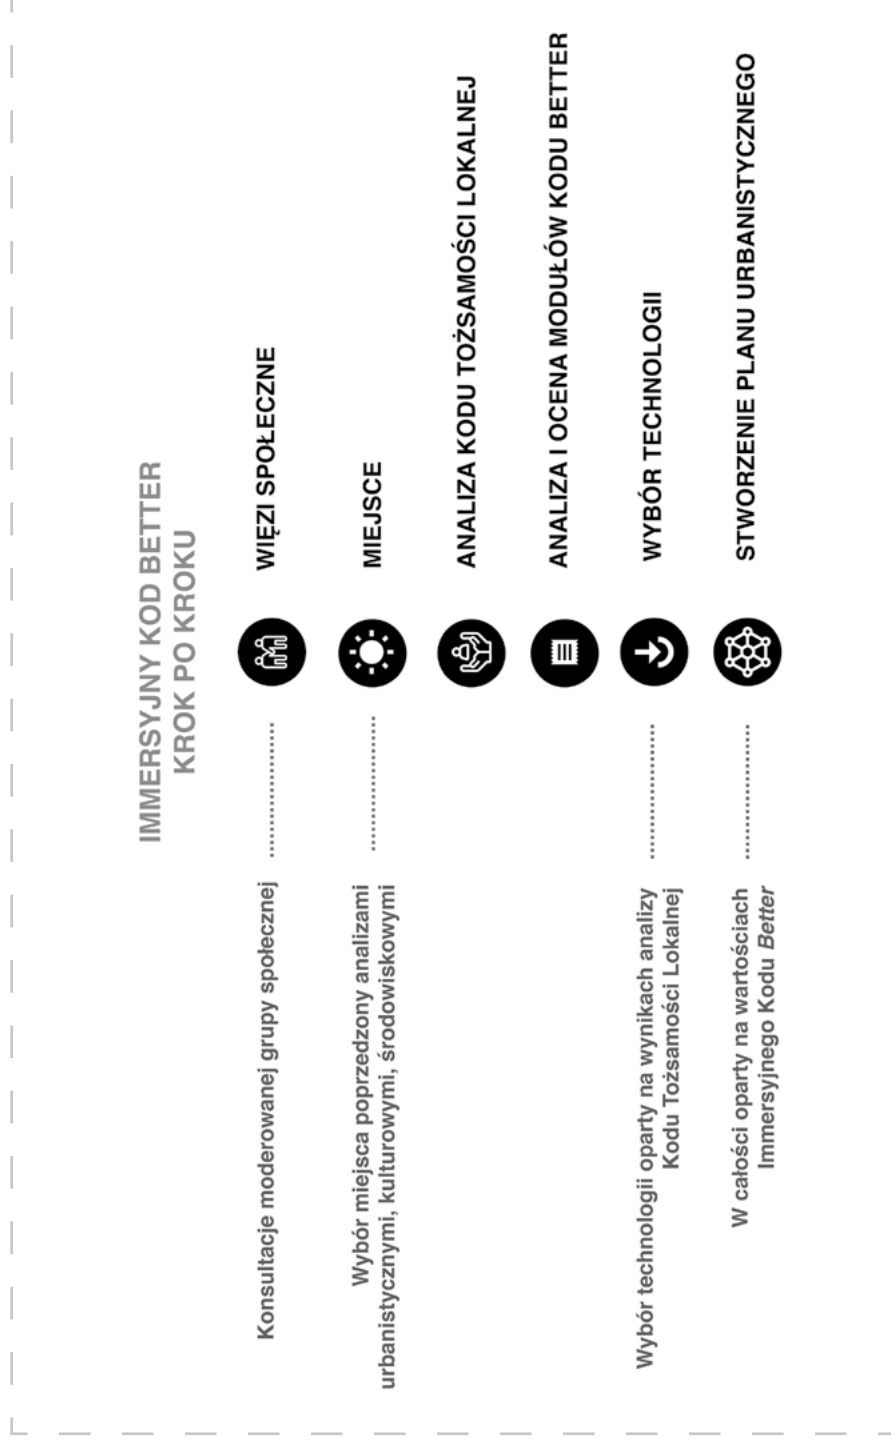 IMMERSYJNY KOD BETTER
KROK PO KROKU
Konsultacje moderowanej grupy społecznej
WIĘZI SPOŁECZNE
Wybór miejsca poprzedzony analizami
urbanistycznymi, kulturowymi, środowiskowymi
MIEJSCE
ANALIZA KODU TOŻSAMOŚCI LOKALNEJ
ANALIZA I OCENA MODUŁÓW KODU BETTER
Wybór technologii oparty na wynikach analizy
Kodu Tożsamości Lokalnej
WYBÓR TECHNOLOGII
W całości oparty na wartościach
Immersyjnego Kodu Better
STWORZENIE PLANU URBANISTYCZNEGO